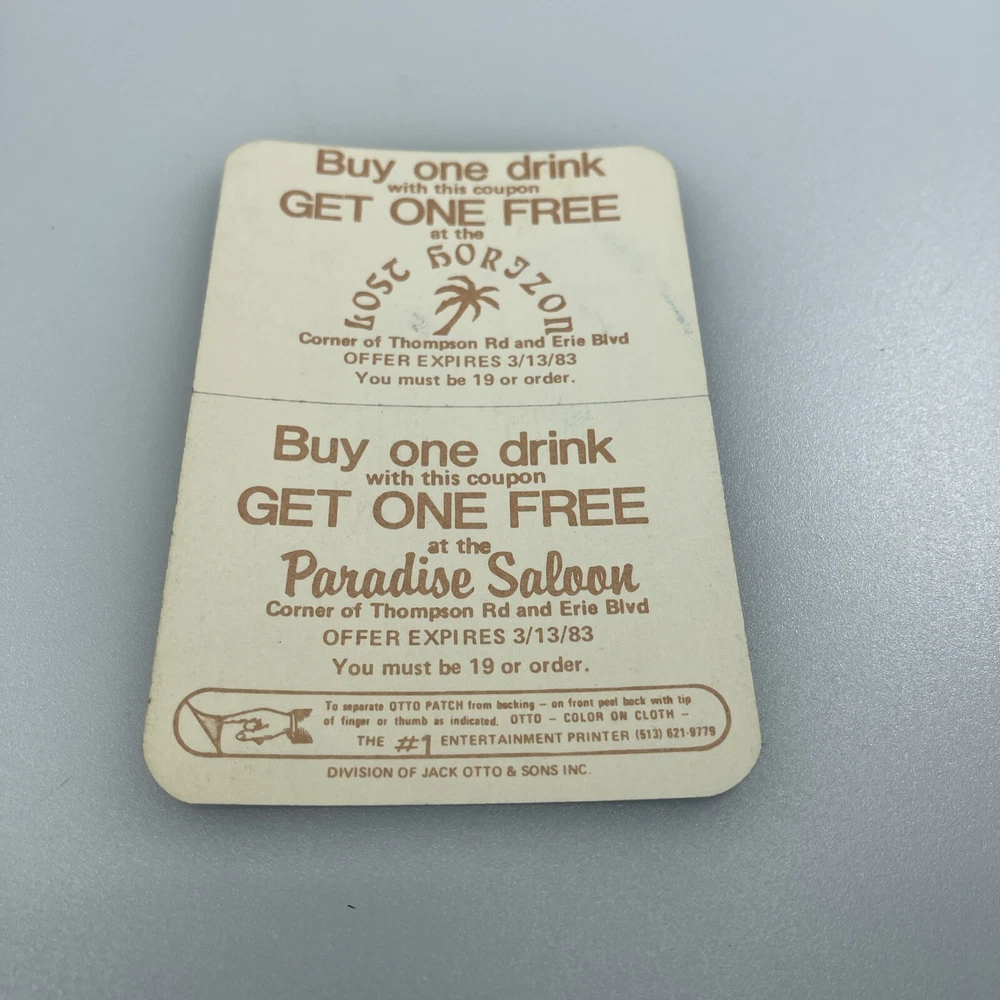 Buy one drink
with this coupon
GET ONE FREE
at the
LOST HORIZON
Corner of Thompson Rd and Erie Blvd
OFFER EXPIRES 3/13/83
You must be 19 or order.
Buy one drink
with this coupon
GET ONE FREE
at the
Paradise Saloon
Corner of Thompson Rd and Erie Blvd
OFFER EXPIRES 3/13/83
You must be 19 or order.
To separate OTTO PATCH from backing – on front peel back with tip
of finger or thumb as indicated. OTTO – COLOR ON CLOTH –
THE #1 ENTERTAINMENT PRINTER (513) 621-9779
DIVISION OF JACK OTTO & SONS INC.